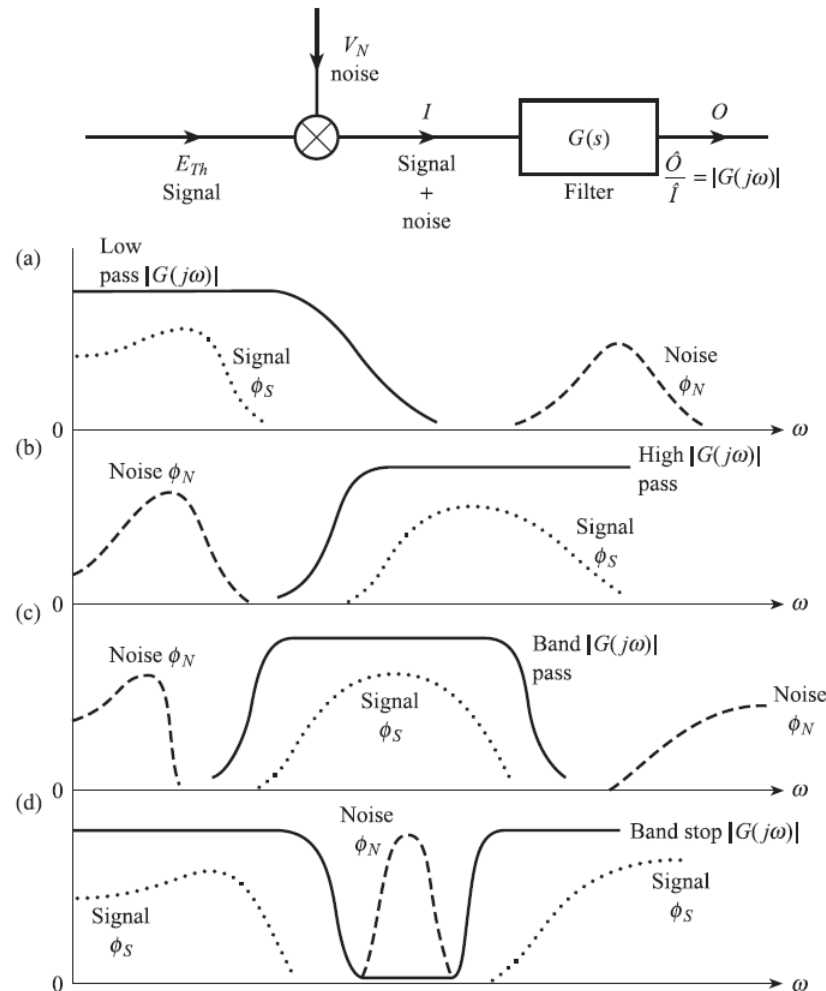 V_N
noise
I
G(s)
O
E_Th
Signal
Signal
+
noise
Filter
Ô/Î = |G(jω)|
(a)
Low
pass |G(jω)|
Signal
ϕ_S
Noise
ϕ_N
0
ω
(b)
Noise ϕ_N
High |G(jω)|
pass
Signal
ϕ_S
0
ω
(c)
Noise ϕ_N
Band |G(jω)|
pass
Signal
ϕ_S
Noise
ϕ_N
0
ω
(d)
Noise
ϕ_N
Band stop |G(jω)|
Signal
ϕ_S
Signal
ϕ_S
0
ω